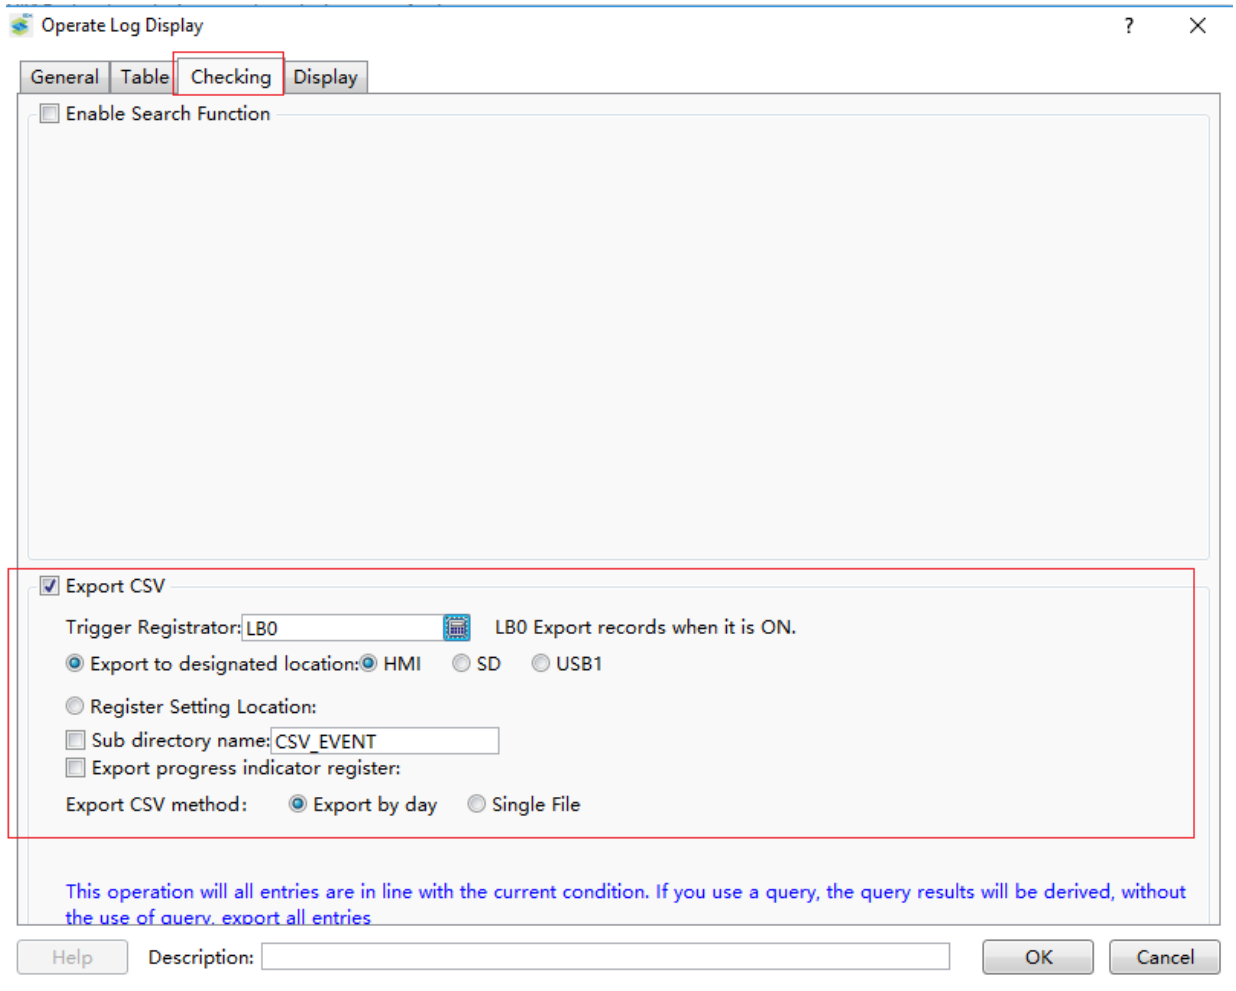 Operate Log Display
?
General Table Checking Display
Enable Search Function
Export CSV
Trigger Registrator: LB0 LB0 Export records when it is ON.
Export to designated location: HMI SD USB1
Register Setting Location:
Sub directory name: CSV_EVENT
Export progress indicator register:
Export CSV method: Export by day Single File
This operation will all entries are in line with the current condition. If you use a query, the query results will be derived, without
the use of query, export all entries
Help Description: OK Cancel